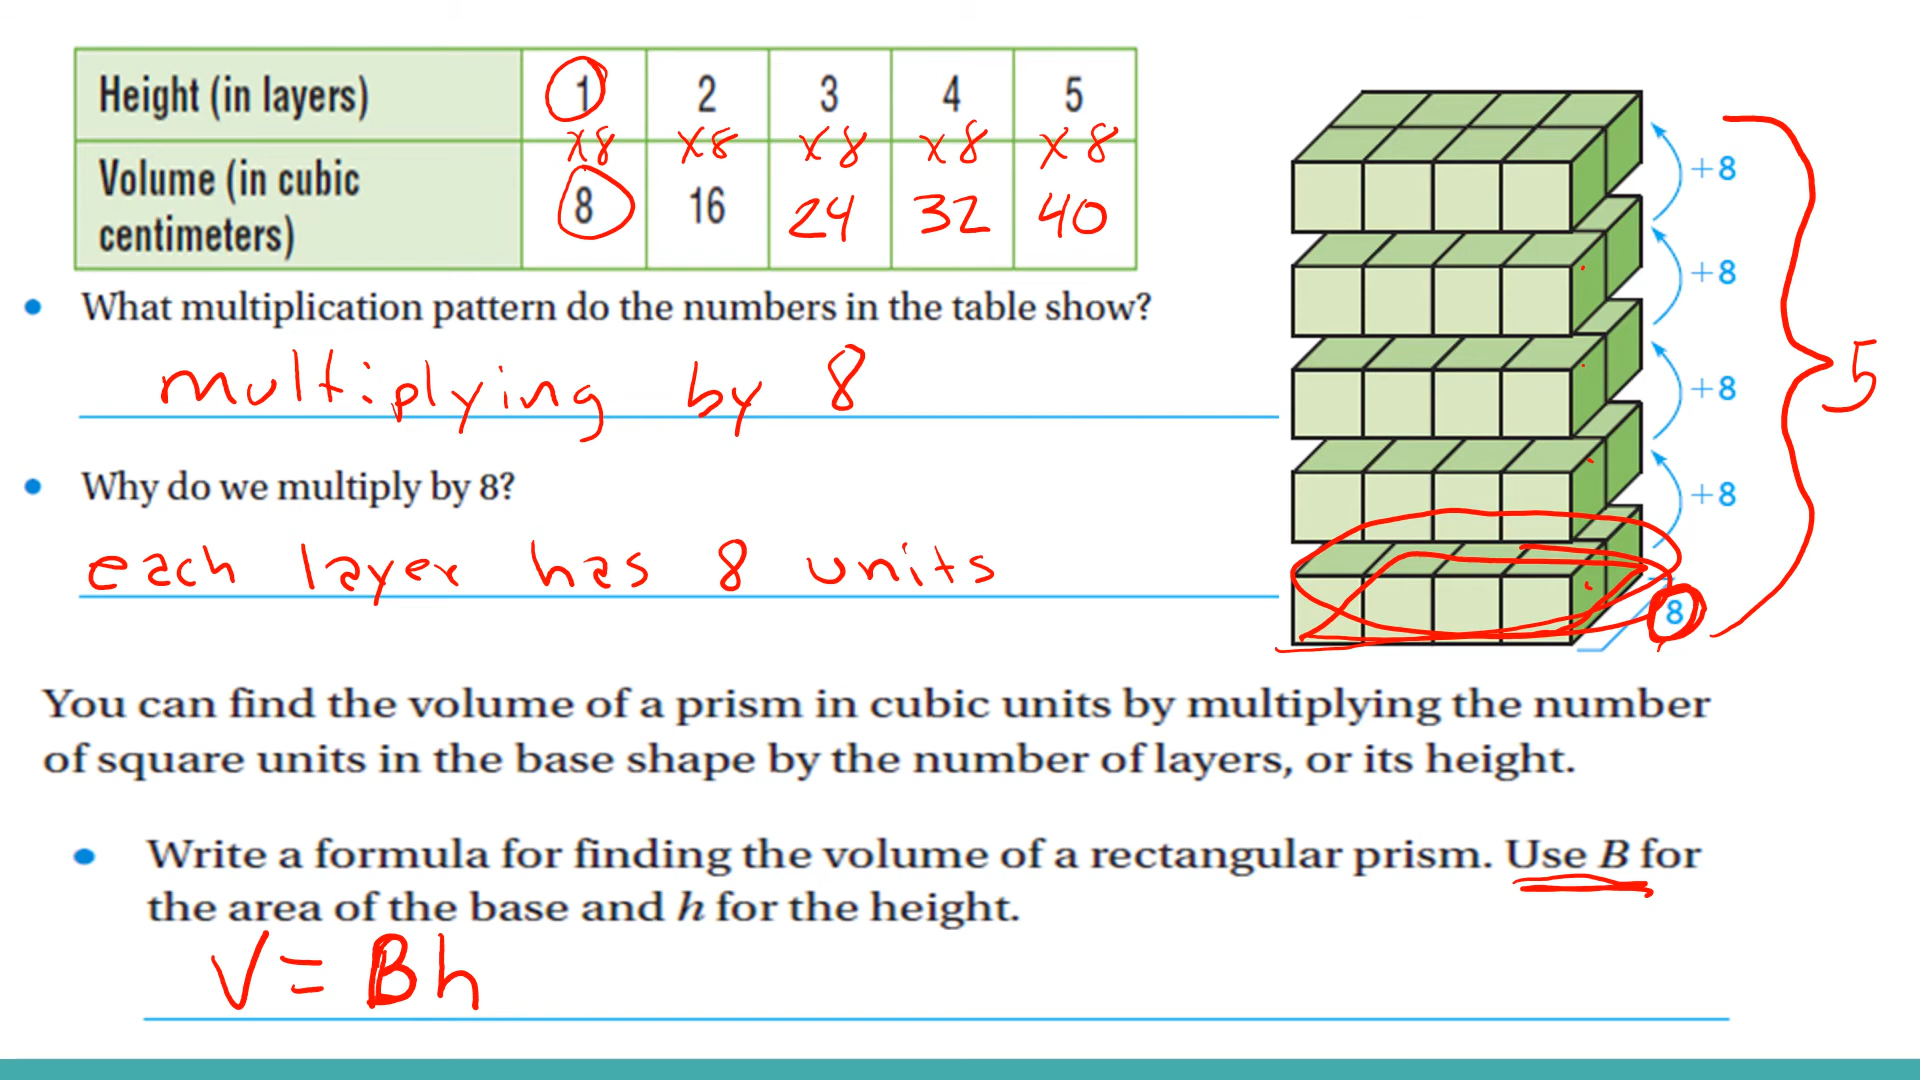 Height (in layers) 1 2 3 4 5
×8 ×8 ×8 ×8 ×8
Volume (in cubic centimeters) 8 16 24 32 40
• What multiplication pattern do the numbers in the table show?
multiplying by 8
• Why do we multiply by 8?
each layer has 8 units
+8
+8
+8
+8
8
5
You can find the volume of a prism in cubic units by multiplying the number
of square units in the base shape by the number of layers, or its height.
• Write a formula for finding the volume of a rectangular prism. Use B for
the area of the base and h for the height.
V = Bh